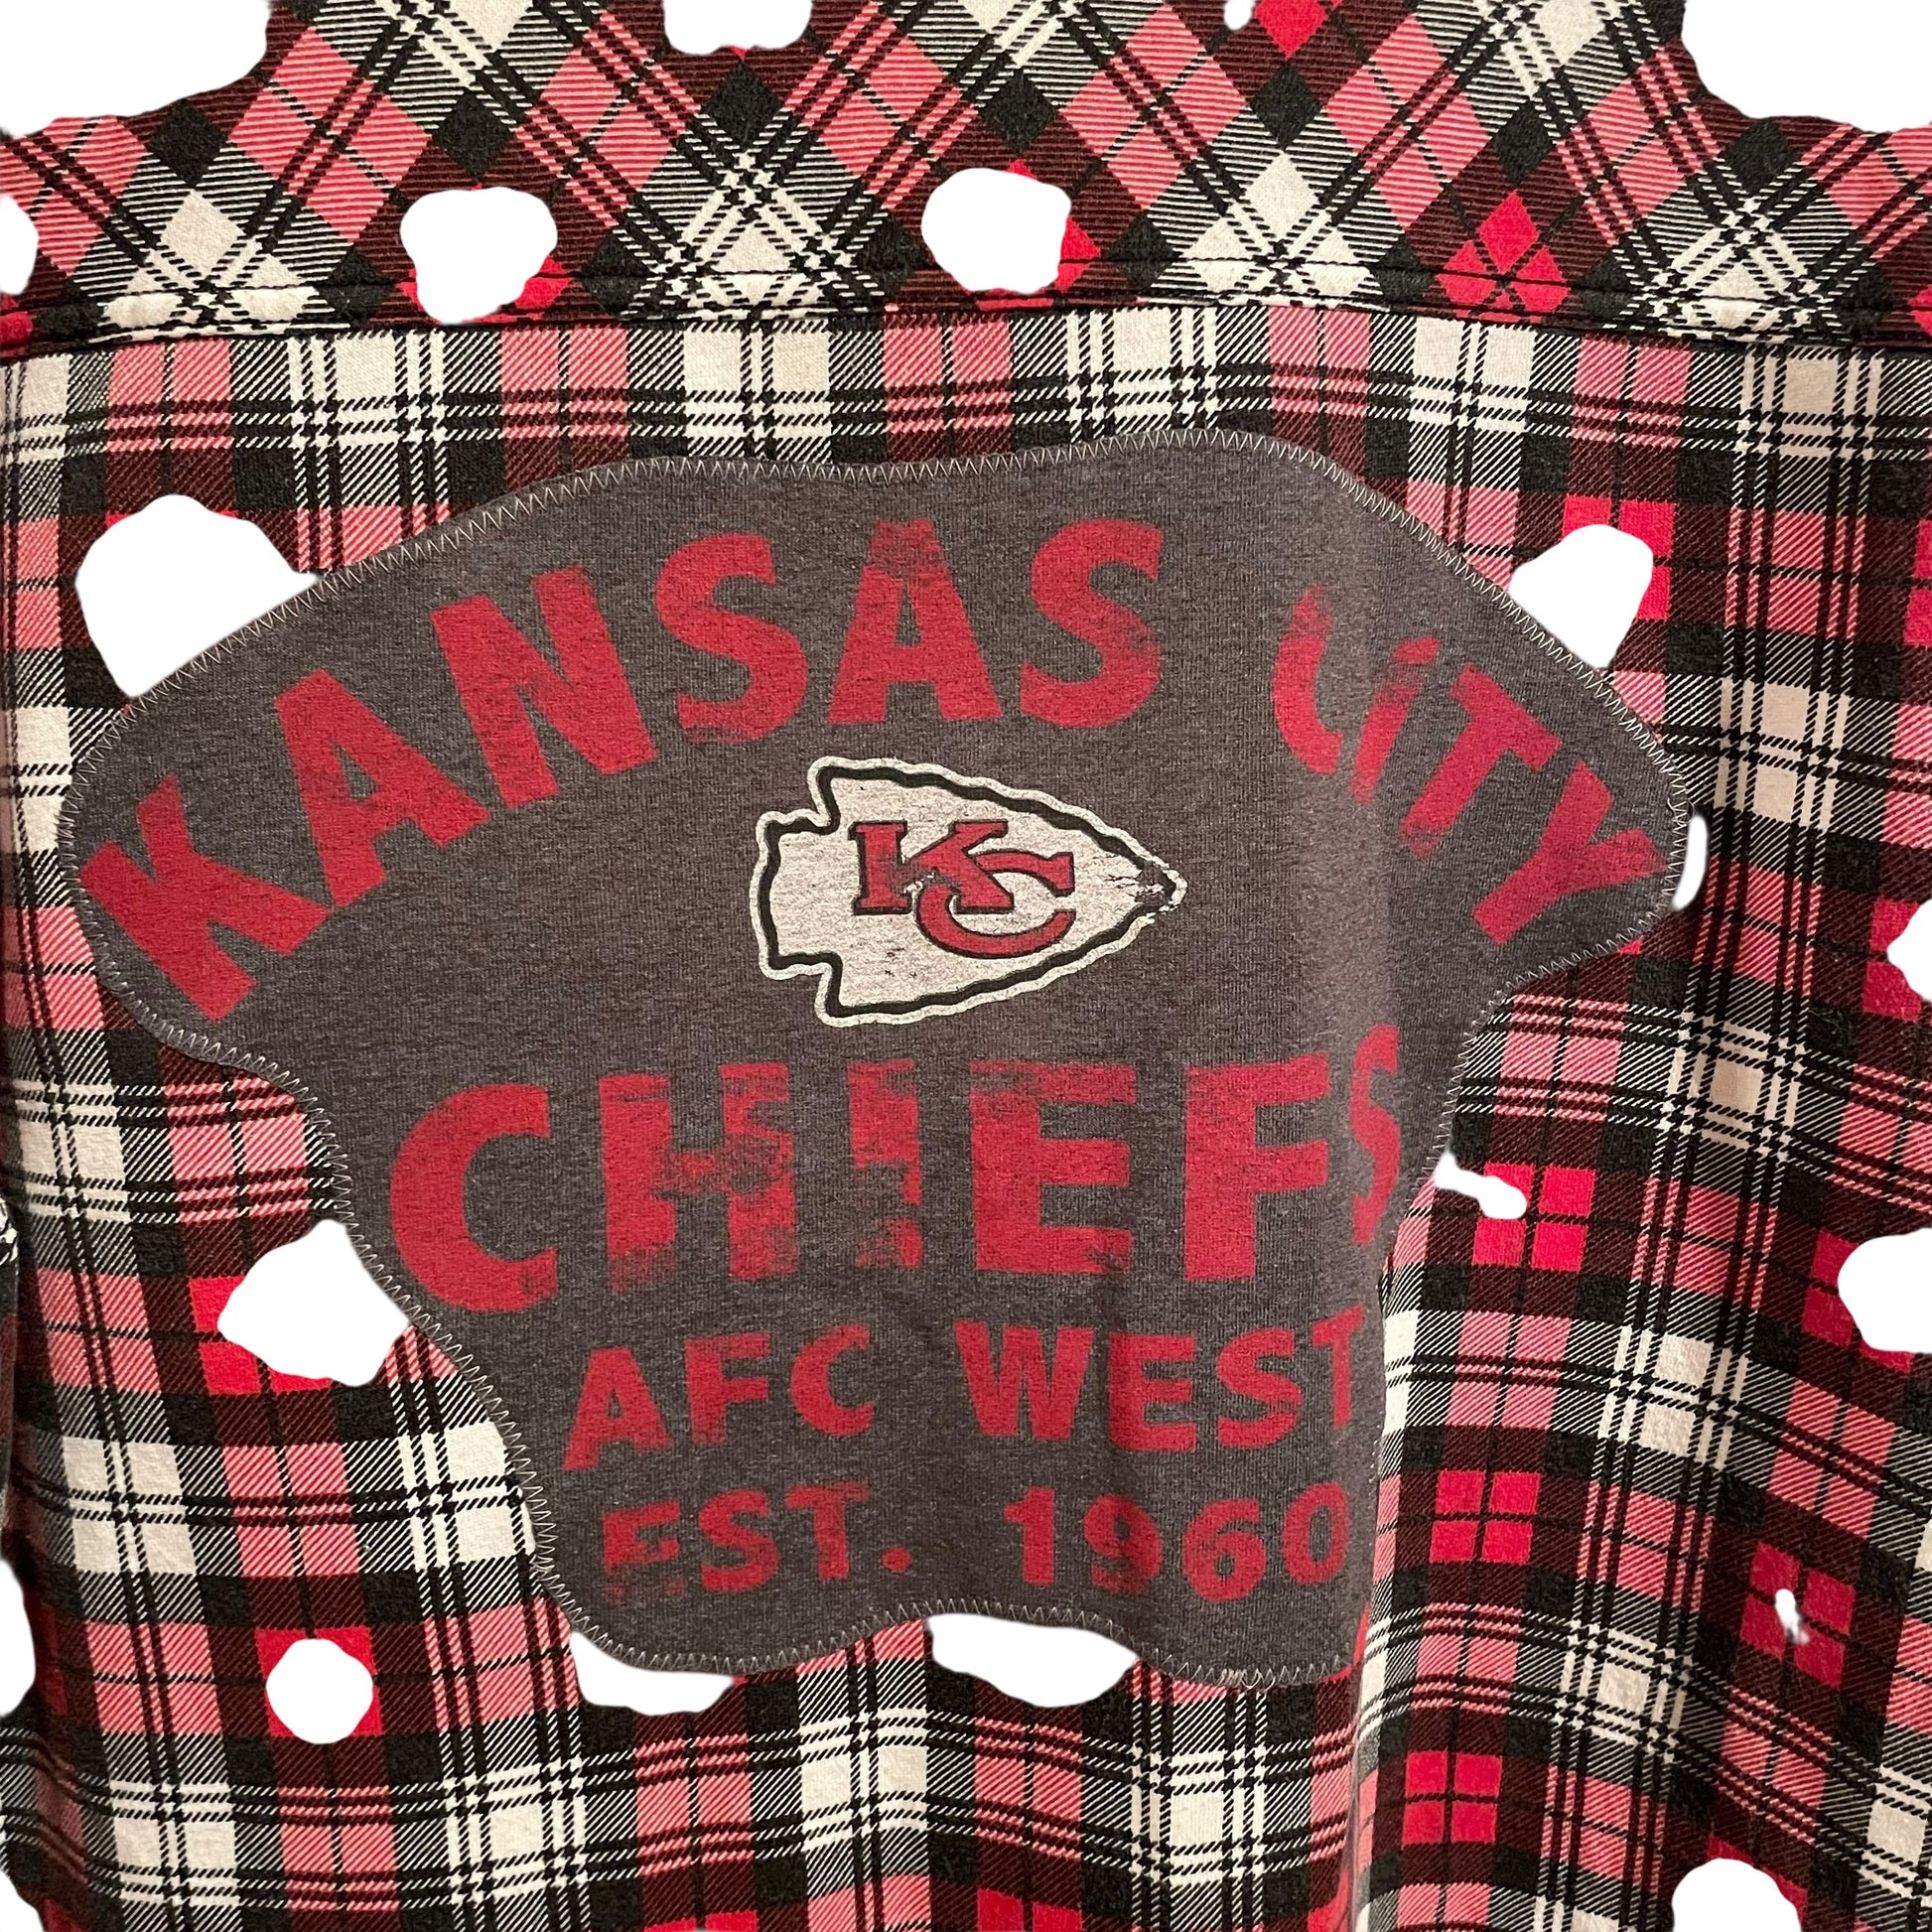 KANSAS CiTY
KC
CHIEFS
AFC WEST
EST. 1960